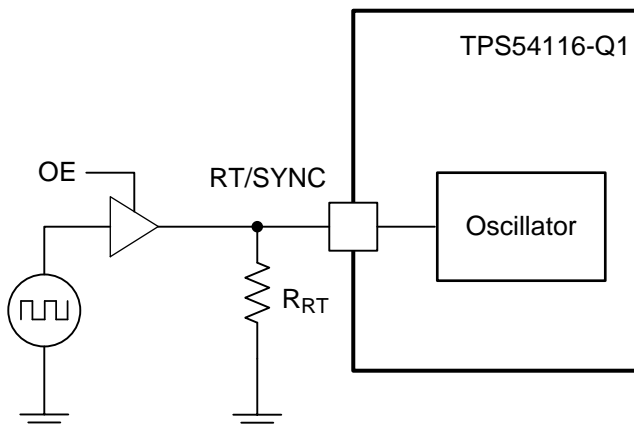 TPS54116-Q1
OE
RT/SYNC
Oscillator
RRT